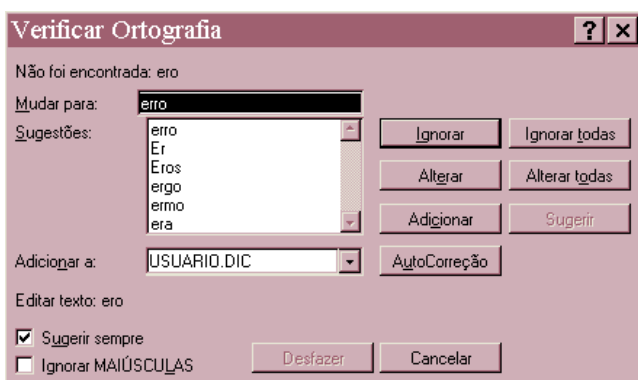 Verificar Ortografia ? ×
Não foi encontrada: ero
Mudar para: erro
Sugestões:
erro
Er
Eros
ergo
ermo
era
Ignorar Ignorar todas
Alterar Alterar todas
Adicionar Sugerir
Adicionar a: USUARIO.DIC AutoCorreção
Editar texto: ero
Sugerir sempre
Ignorar MAIÚSCULAS
Desfazer Cancelar